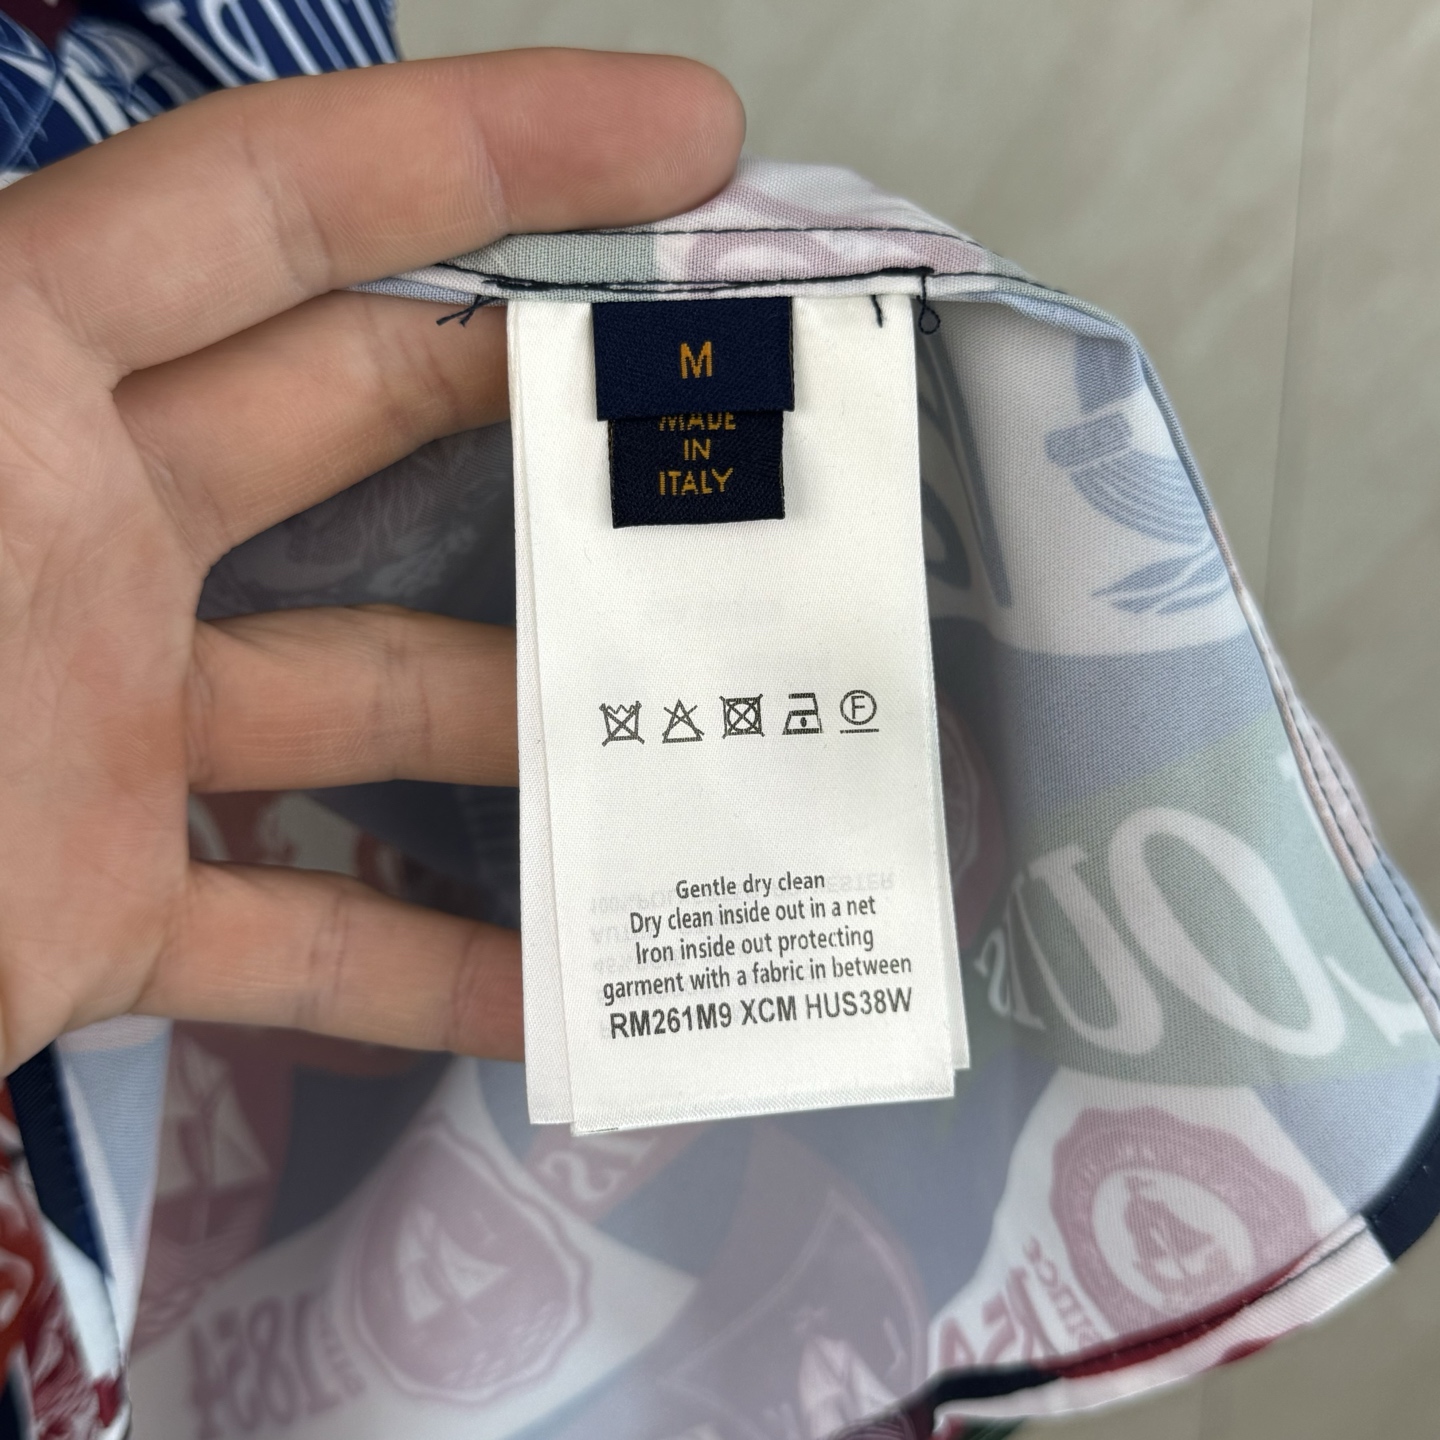 M
MADE
IN
ITALY
F
Gentle dry clean
Dry clean inside out in a net
Iron inside out protecting
garment with a fabric in between
RM261M9 XCM HUS38W
1854